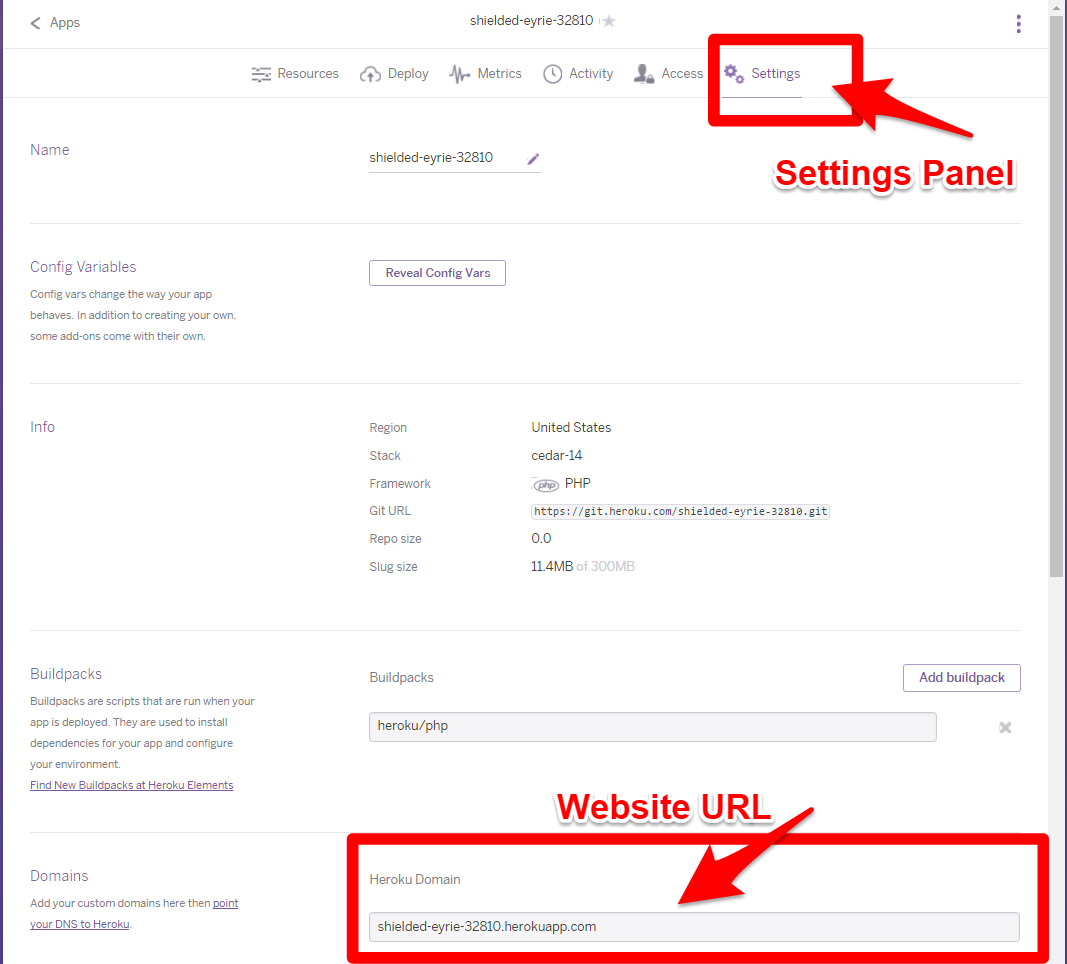 Apps
shielded-eyrie-32810
Resources
Deploy
Metrics
Activity
Access
Settings
Settings Panel
Name
shielded-eyrie-32810
Config Variables
Config vars change the way your app
behaves. In addition to creating your own,
some add-ons come with their own.
Reveal Config Vars
Info
Region United States
Stack cedar-14
Framework php PHP
Git URL https://git.heroku.com/shielded-eyrie-32810.git
Repo size 0.0
Slug size 11.4MB of 300MB
Buildpacks
Buildpacks are scripts that are run when your
app is deployed. They are used to install
dependencies for your app and configure
your environment.
Find New Buildpacks at Heroku Elements
Buildpacks
Add buildpack
heroku/php
Website URL
Domains
Add your custom domains here then point
your DNS to Heroku.
Heroku Domain
shielded-eyrie-32810.herokuapp.com